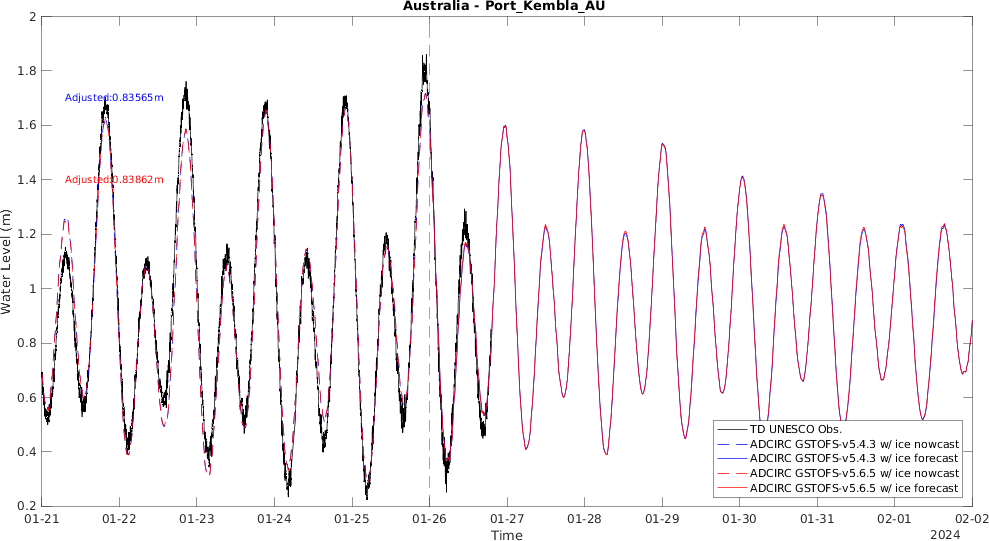 Australia - Port_Kembla_AU
2
1.8
1.6
1.4
1.2
1
0.8
0.6
0.4
0.2
Water Level (m)
Adjusted:0.83565m
Adjusted:0.83862m
TD UNESCO Obs.
ADCIRC GSTOFS-v5.4.3 w/ ice nowcast
ADCIRC GSTOFS-v5.4.3 w/ ice forecast
ADCIRC GSTOFS-v5.6.5 w/ ice nowcast
ADCIRC GSTOFS-v5.6.5 w/ ice forecast
01-21 01-22 01-23 01-24 01-25 01-26 01-27 01-28 01-29 01-30 01-31 02-01 02-02
Time
2024